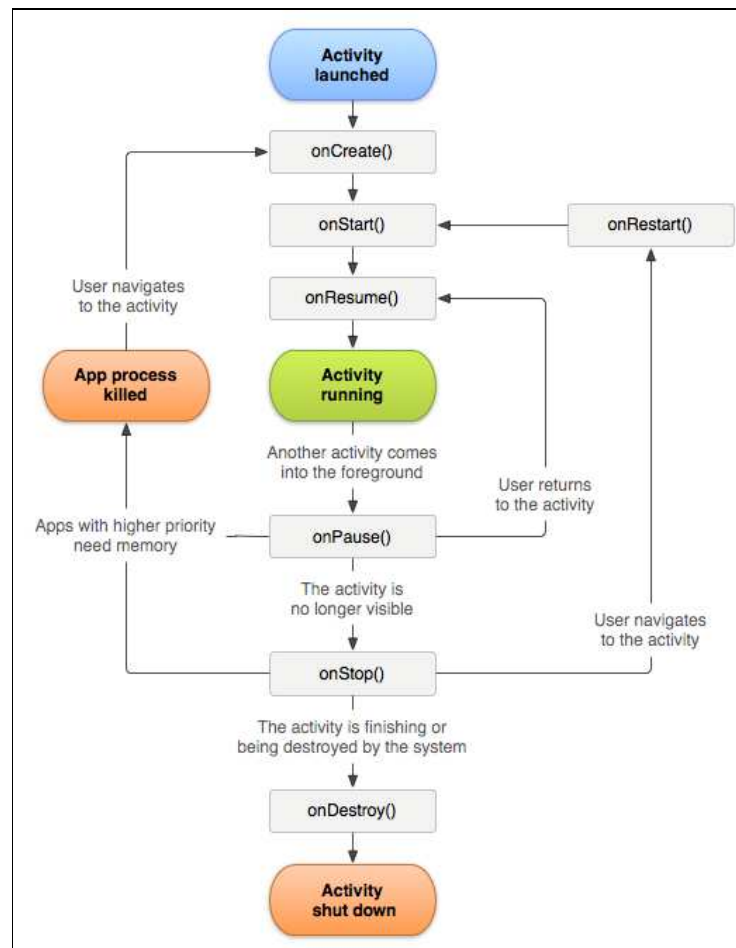 Activity
launched
onCreate()
onStart()
onRestart()
User navigates
to the activity
onResume()
App process
killed
Activity
running
Another activity comes
into the foreground
User returns
to the activity
Apps with higher priority
need memory
onPause()
The activity is
no longer visible
User navigates
to the activity
onStop()
The activity is finishing or
being destroyed by the system
onDestroy()
Activity
shut down